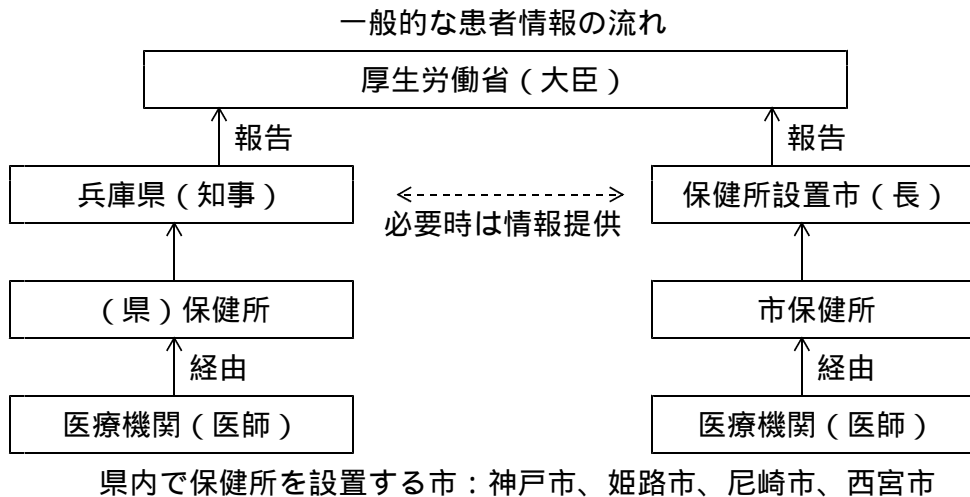 一般的な患者情報の流れ
厚生労働省(大臣)
報告 報告
兵庫県(知事) 保健所設置市(長)
必要時は情報提供
(県)保健所 市保健所
経由 経由
医療機関(医師) 医療機関(医師)
県内で保健所を設置する市:神戸市、姫路市、尼崎市、西宮市